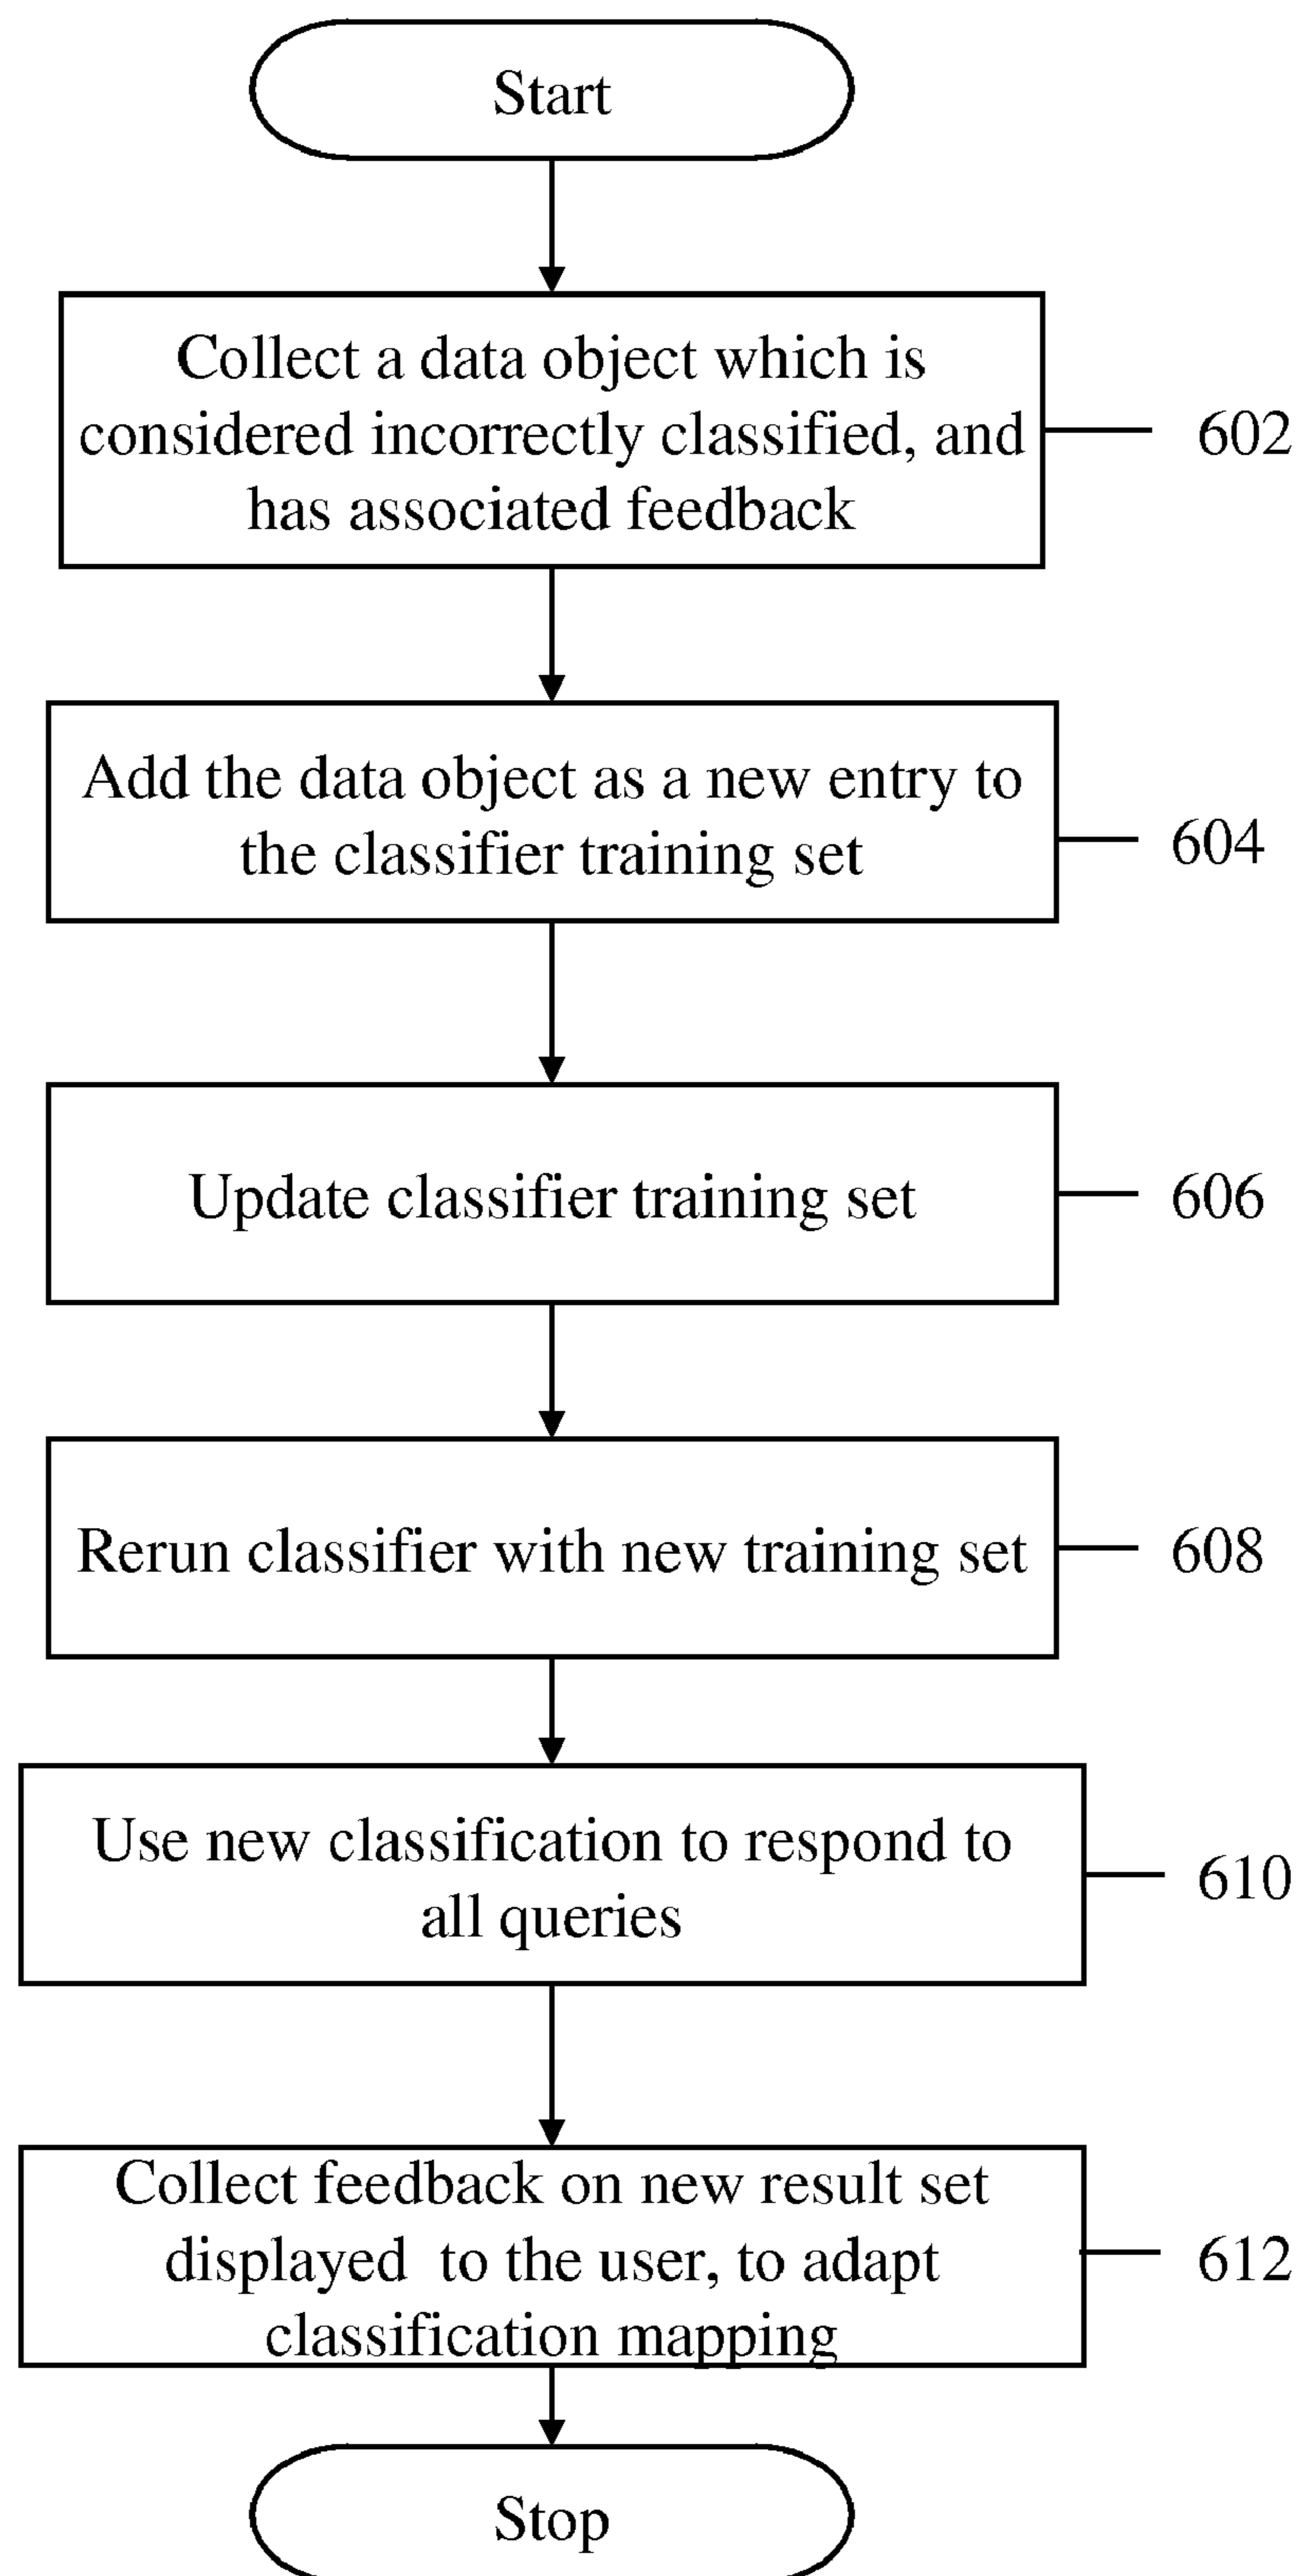 Start
Collect a data object which is
considered incorrectly classified, and
has associated feedback
602
Add the data object as a new entry to
the classifier training set
604
Update classifier training set
606
Rerun classifier with new training set
608
Use new classification to respond to
all queries
610
Collect feedback on new result set
displayed  to the user, to adapt
classification mapping
612
Stop